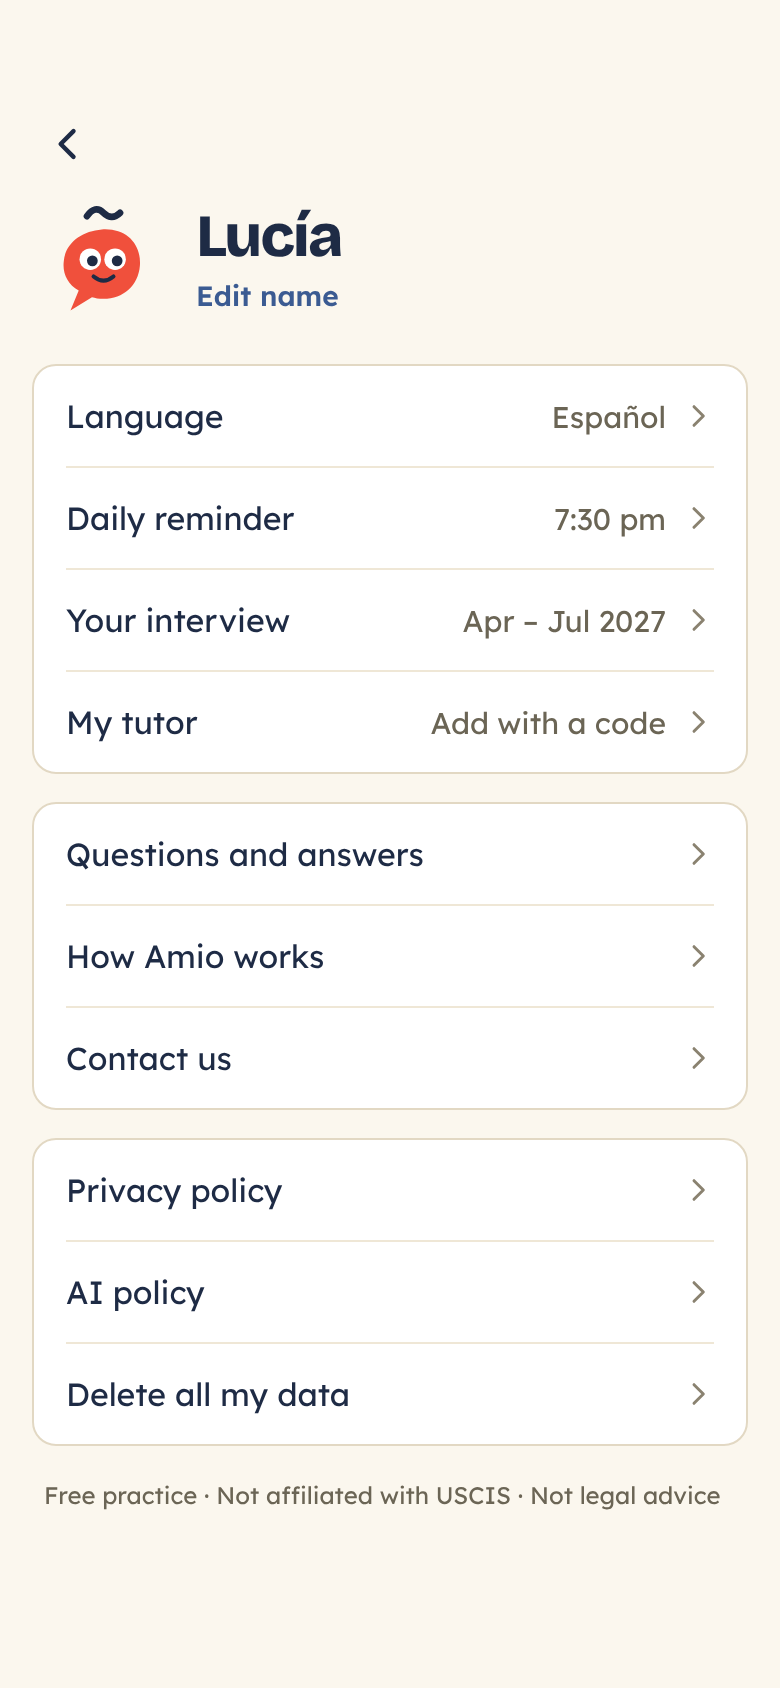 Lucía
Edit name
Language Español
Daily reminder 7:30 pm
Your interview Apr – Jul 2027
My tutor Add with a code
Questions and answers
How Amio works
Contact us
Privacy policy
AI policy
Delete all my data
Free practice · Not affiliated with USCIS · Not legal advice